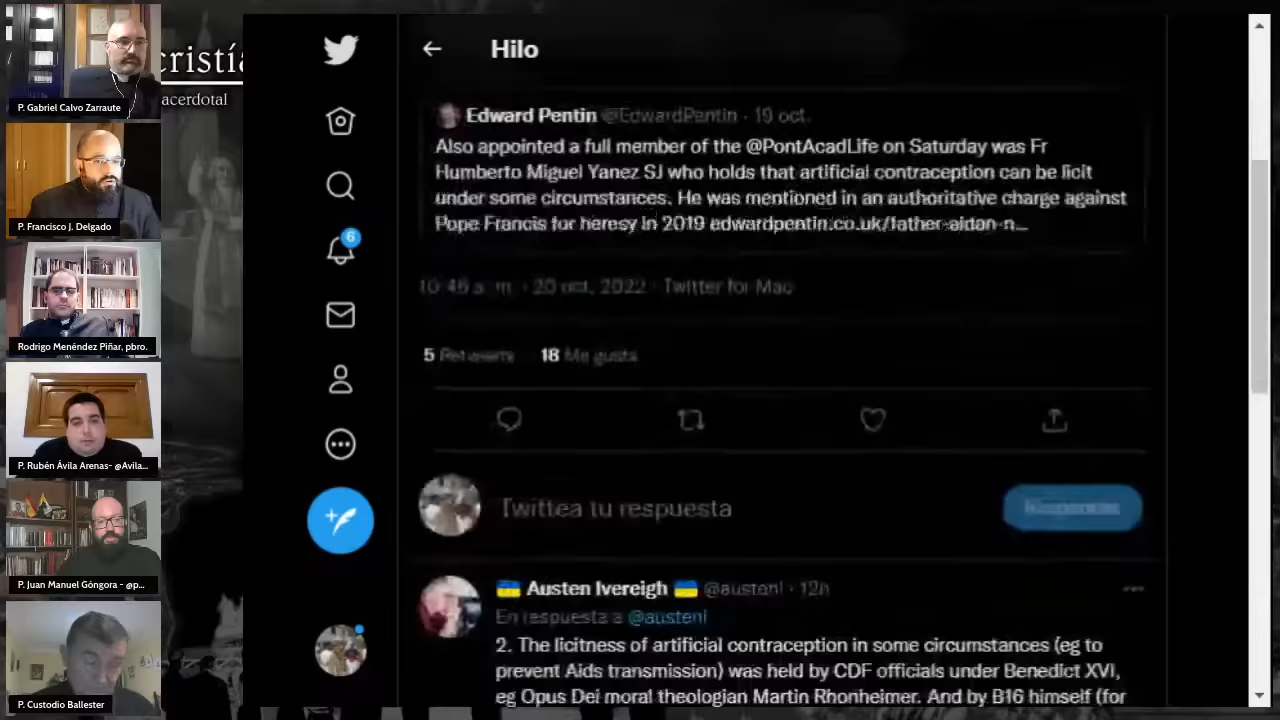 P. Gabriel Calvo Zarraute
P. Francisco J. Delgado
Rodrigo Menéndez Piñar, pbro.
P. Rubén Ávila Arenas- @Avila...
P. Juan Manuel Góngora - @p...
P. Custodio Ballester
cristía
acerdotal
6
Hilo
Edward Pentin @EdwardPentin · 19 oct.
Also appointed a full member of the @PontAcadLife on Saturday was Fr
Humberto Miguel Yanez SJ who holds that artificial contraception can be licit
under some circumstances. He was mentioned in an authoritative charge against
Pope Francis for heresy in 2019 edwardpentin.co.uk/father-aidan-n...
10:46 a. m. · 20 oct. 2022 · Twitter for Mac
5 Retweets 18 Me gusta
Twittea tu respuesta
Responder
Austen Ivereigh @austeni · 12h
En respuesta a @austeni
2. The licitness of artificial contraception in some circumstances (eg to
prevent Aids transmission) was held by CDF officials under Benedict XVI,
eg Opus Dei moral theologian Martin Rhonheimer. And by B16 himself (for